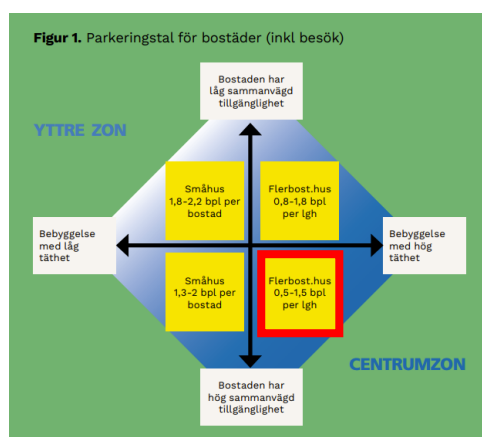 Figur 1. Parkeringstal för bostäder (inkl besök)
Bostaden har
låg sammanvägd
tillgänglighet
YTTRE ZON
Småhus
1,8-2,2 bpl per
bostad
Flerbost.hus
0,8-1,8 bpl
per lgh
Bebyggelse
med låg
täthet
Bebyggelse
med hög
täthet
Småhus
1,3-2 bpl per
bostad
Flerbost.hus
0,5-1,5 bpl
per lgh
CENTRUMZON
Bostaden har
hög sammanvägd
tillgänglighet